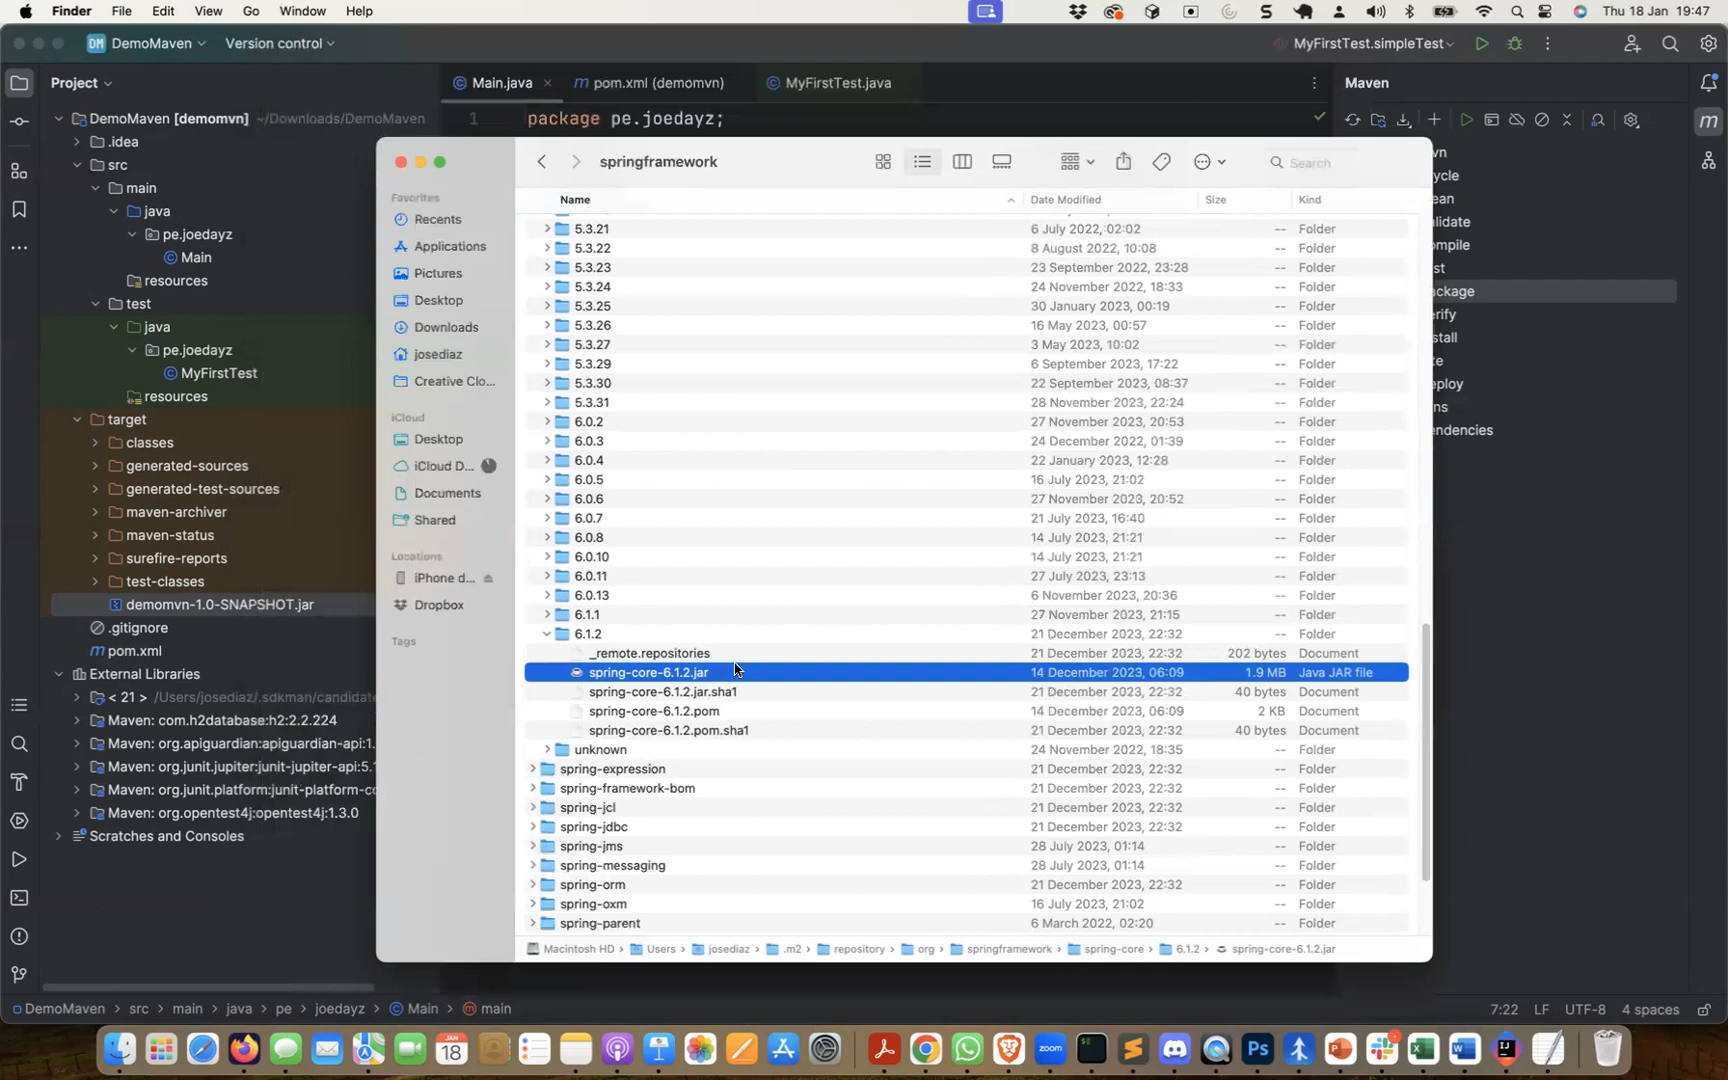 Finder File Edit View Go Window Help Thu 18 Jan 19:47
DM DemoMaven Version control MyFirstTest.simpleTest
Project Main.java pom.xml (demomvn) MyFirstTest.java Maven
DemoMaven [demomvn] ~/Downloads/DemoMaven
1 package pe.joedayz;
.idea
src
main
java
pe.joedayz
Main
resources
test
java
pe.joedayz
MyFirstTest
resources
target
classes
generated-sources
generated-test-sources
maven-archiver
maven-status
surefire-reports
test-classes
demomvn-1.0-SNAPSHOT.jar
.gitignore
pom.xml
External Libraries
< 21 > /Users/josediaz/.sdkman/candidate
Maven: com.h2database:h2:2.2.224
Maven: org.apiguardian:apiguardian-api:1.
Maven: org.junit.jupiter:junit-jupiter-api:5.1
Maven: org.junit.platform:junit-platform-co
Maven: org.opentest4j:opentest4j:1.3.0
Scratches and Consoles
springframework Search
Favorites
Recents
Applications
Pictures
Desktop
Downloads
josediaz
Creative Clo...
iCloud
Desktop
iCloud D...
Documents
Shared
Locations
iPhone d...
Dropbox
Tags
Name Date Modified Size Kind
5.3.21 6 July 2022, 02:02 -- Folder
5.3.22 8 August 2022, 10:08 -- Folder
5.3.23 23 September 2022, 23:28 -- Folder
5.3.24 24 November 2022, 18:33 -- Folder
5.3.25 30 January 2023, 00:19 -- Folder
5.3.26 16 May 2023, 00:57 -- Folder
5.3.27 3 May 2023, 10:02 -- Folder
5.3.29 6 September 2023, 17:22 -- Folder
5.3.30 22 September 2023, 08:37 -- Folder
5.3.31 28 November 2023, 22:24 -- Folder
6.0.2 27 November 2023, 20:53 -- Folder
6.0.3 24 December 2022, 01:39 -- Folder
6.0.4 22 January 2023, 12:28 -- Folder
6.0.5 16 July 2023, 21:02 -- Folder
6.0.6 27 November 2023, 20:52 -- Folder
6.0.7 21 July 2023, 16:40 -- Folder
6.0.8 14 July 2023, 21:21 -- Folder
6.0.10 14 July 2023, 21:21 -- Folder
6.0.11 27 July 2023, 23:13 -- Folder
6.0.13 6 November 2023, 20:36 -- Folder
6.1.1 27 November 2023, 21:15 -- Folder
6.1.2 21 December 2023, 22:32 -- Folder
_remote.repositories 21 December 2023, 22:32 202 bytes Document
spring-core-6.1.2.jar 14 December 2023, 06:09 1.9 MB Java JAR file
spring-core-6.1.2.jar.sha1 21 December 2023, 22:32 40 bytes Document
spring-core-6.1.2.pom 14 December 2023, 06:09 2 KB Document
spring-core-6.1.2.pom.sha1 21 December 2023, 22:32 40 bytes Document
unknown 24 November 2022, 18:35 -- Folder
spring-expression 21 December 2023, 22:32 -- Folder
spring-framework-bom 21 December 2023, 22:32 -- Folder
spring-jcl 21 December 2023, 22:32 -- Folder
spring-jdbc 21 December 2023, 22:32 -- Folder
spring-jms 28 July 2023, 01:14 -- Folder
spring-messaging 28 July 2023, 01:14 -- Folder
spring-orm 21 December 2023, 22:32 -- Folder
spring-oxm 16 July 2023, 21:02 -- Folder
spring-parent 6 March 2022, 02:20 -- Folder
Macintosh HD > Users > josediaz > .m2 > repository > org > springframework > spring-core > 6.1.2 > spring-core-6.1.2.jar
vn
ycle
ean
alidate
ompile
st
ackage
erify
stall
te
eploy
ns
endencies
DemoMaven > src > main > java > pe > joedayz > Main > main 7:22 LF UTF-8 4 spaces
JAN
18
zoom
Ps